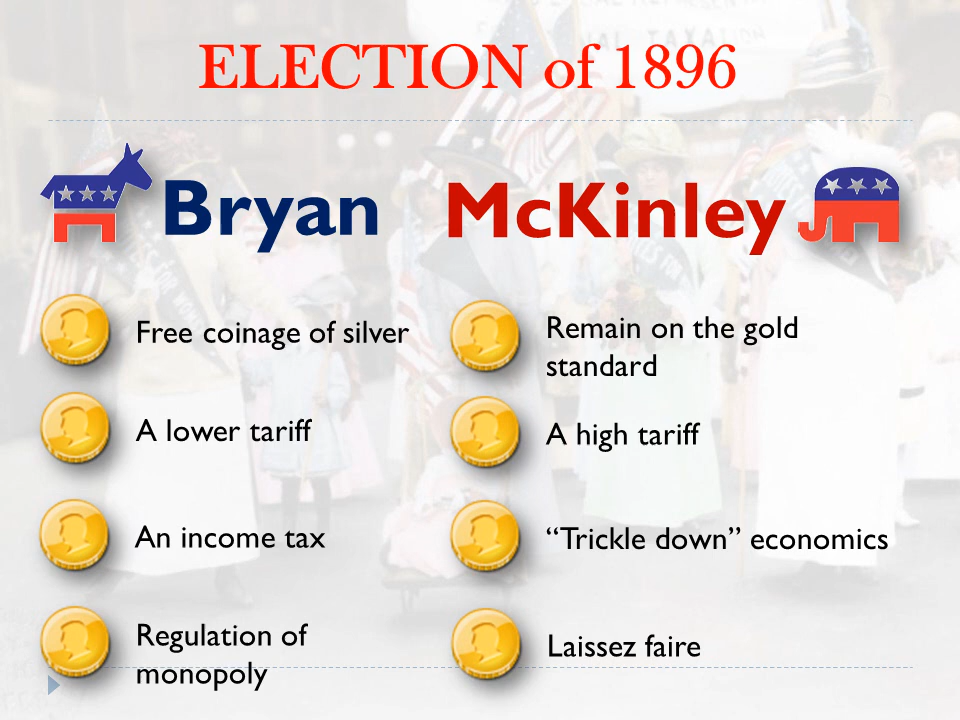 ELECTION of 1896
Bryan
McKinley
Free coinage of silver
Remain on the gold
standard
A lower tariff
A high tariff
An income tax
“Trickle down” economics
Regulation of
monopoly
Laissez faire